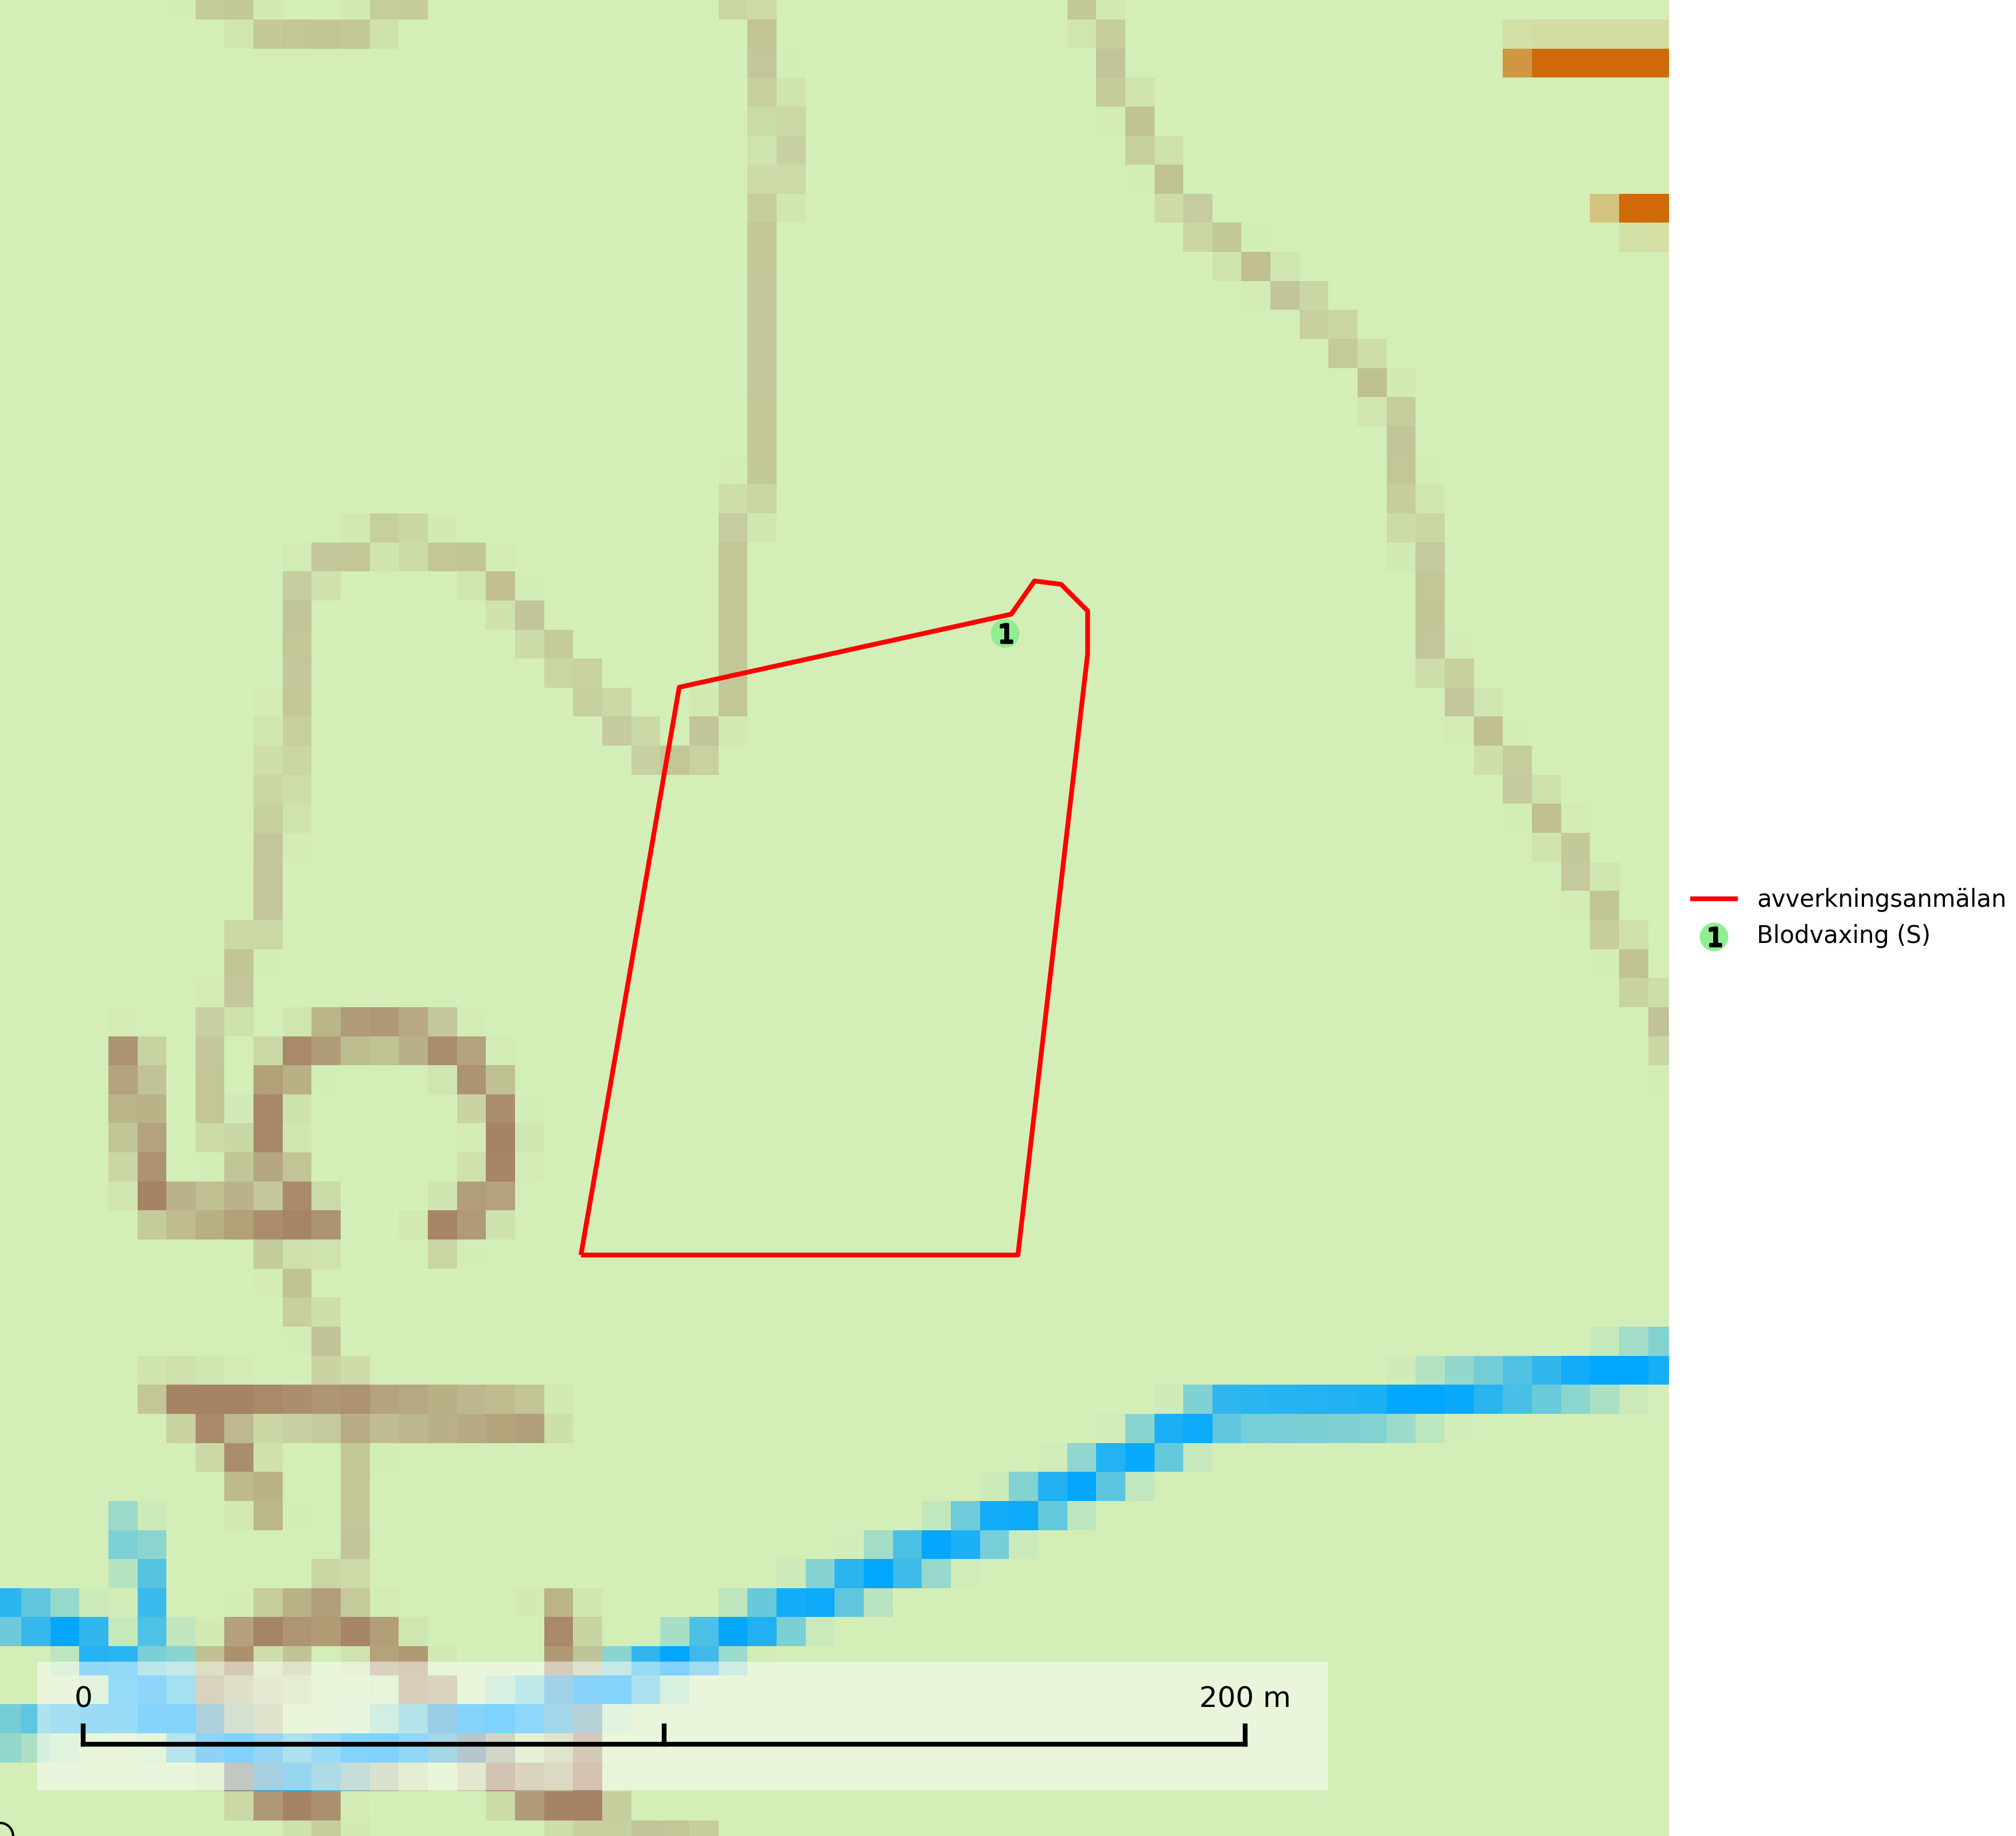 1
avverkningsanmälan
1 Blodvaxing (S)
0 200 m